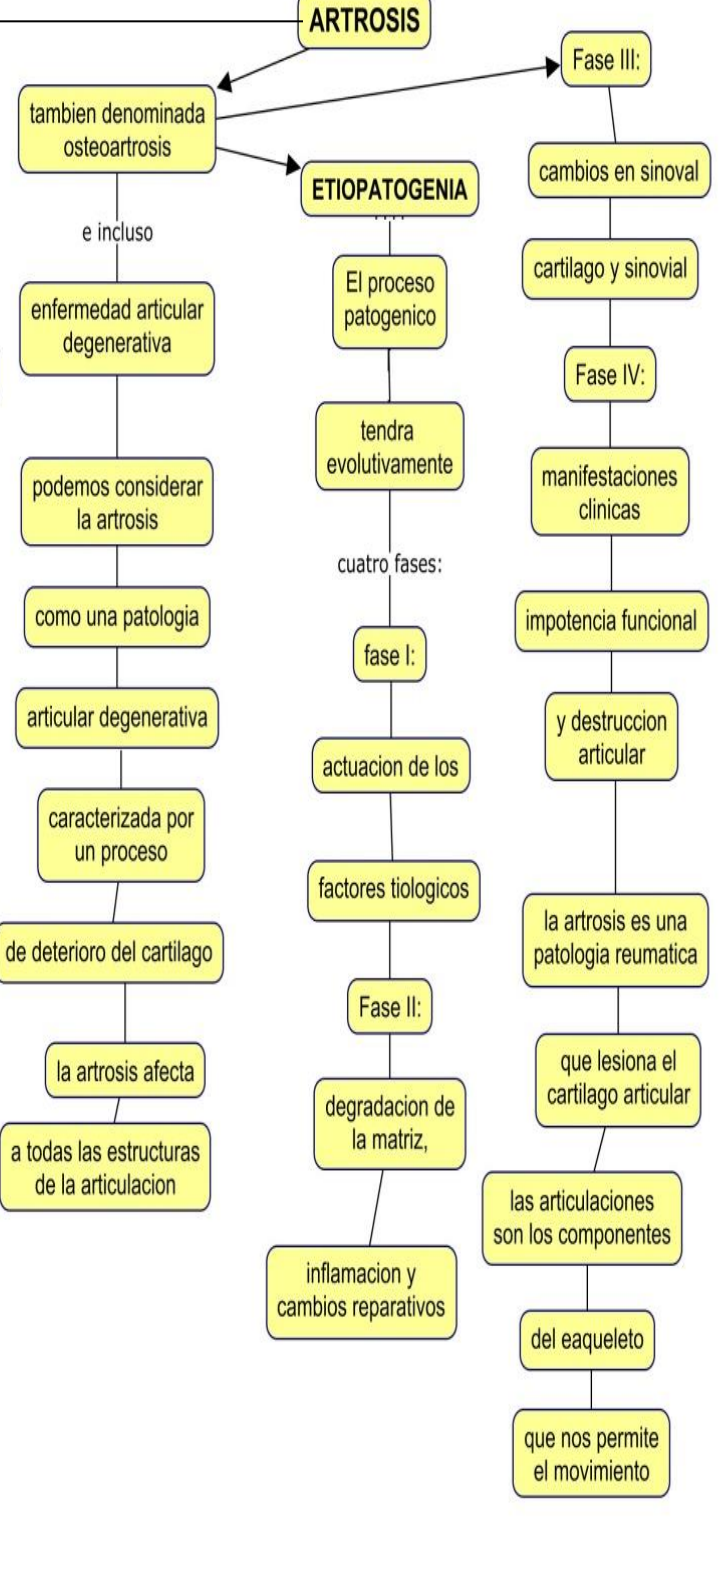 ARTROSIS
tambien denominada
osteoartrosis
e incluso
enfermedad articular
degenerativa
podemos considerar
la artrosis
como una patologia
articular degenerativa
caracterizada por
un proceso
de deterioro del cartilago
la artrosis afecta
a todas las estructuras
de la articulacion
ETIOPATOGENIA
....
El proceso
patogenico
tendra
evolutivamente
cuatro fases:
fase I:
actuacion de los
factores tiologicos
Fase II:
degradacion de
la matriz,
inflamacion y
cambios reparativos
Fase III:
cambios en sinoval
cartilago y sinovial
Fase IV:
manifestaciones
clinicas
impotencia funcional
y destruccion
articular
la artrosis es una
patologia reumatica
que lesiona el
cartilago articular
las articulaciones
son los componentes
del eaqueleto
que nos permite
el movimiento